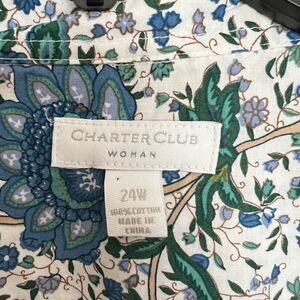 CHARTER CLUB
WOMAN
24W
100% COTTON
MADE IN
CHINA